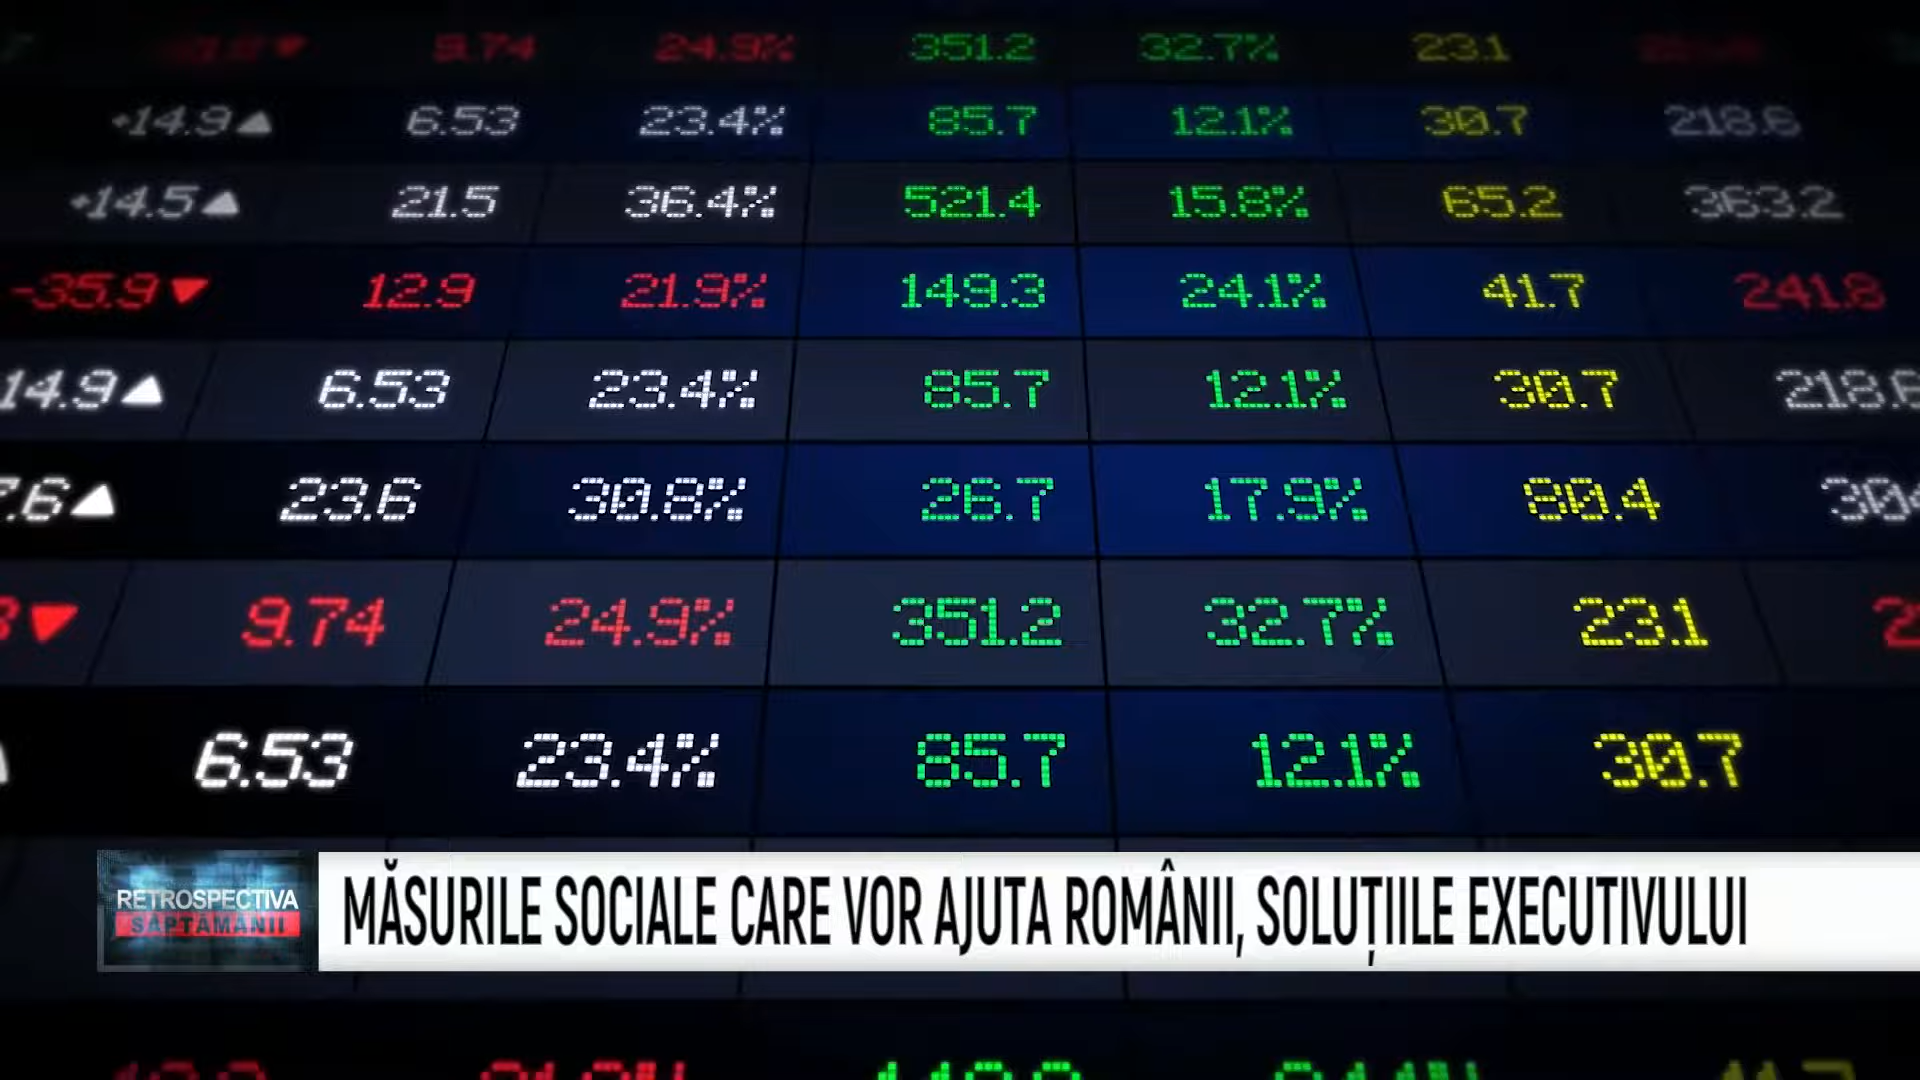 9.74 24.9% 351.2 32.7% 23.1
+14.9▲ 6.53 23.4% 85.7 12.1% 30.7 218.6
+14.5▲ 21.5 36.4% 521.4 15.8% 65.2 363.2
-35.9▼ 12.9 21.9% 149.3 24.1% 41.7 241.8
14.9▲ 6.53 23.4% 85.7 12.1% 30.7 218.6
7.6▲ 23.6 30.8% 26.7 17.9% 80.4 304
▼ 9.74 24.9% 351.2 32.7% 23.1
6.53 23.4% 85.7 12.1% 30.7
RETROSPECTIVA
SĂPTĂMÂNII
MĂSURILE SOCIALE CARE VOR AJUTA ROMÂNII, SOLUȚIILE EXECUTIVULUI